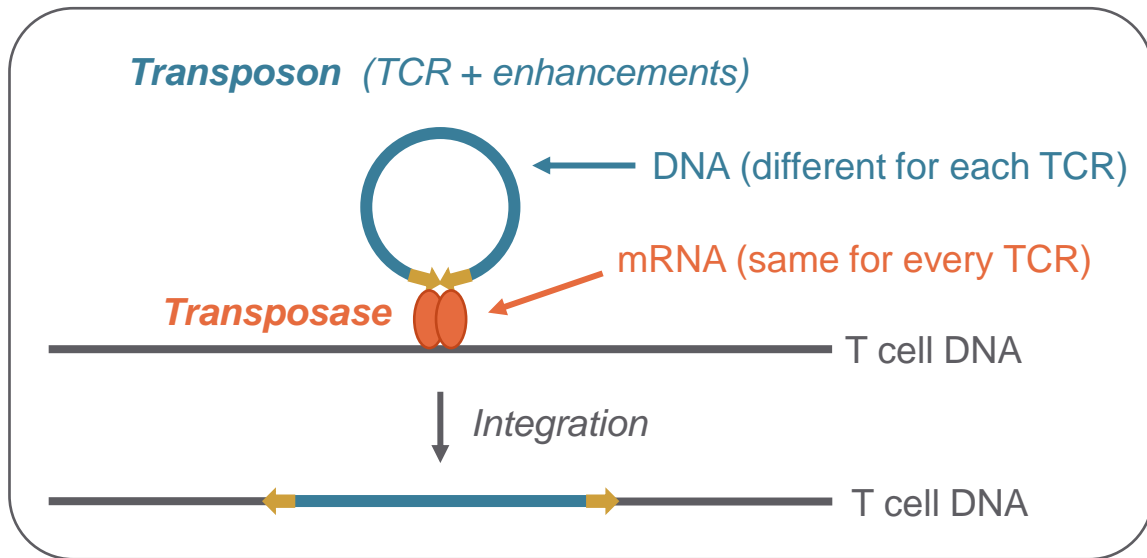 Transposon (TCR + enhancements)
DNA (different for each TCR)
mRNA (same for every TCR)
Transposase
T cell DNA
Integration
T cell DNA